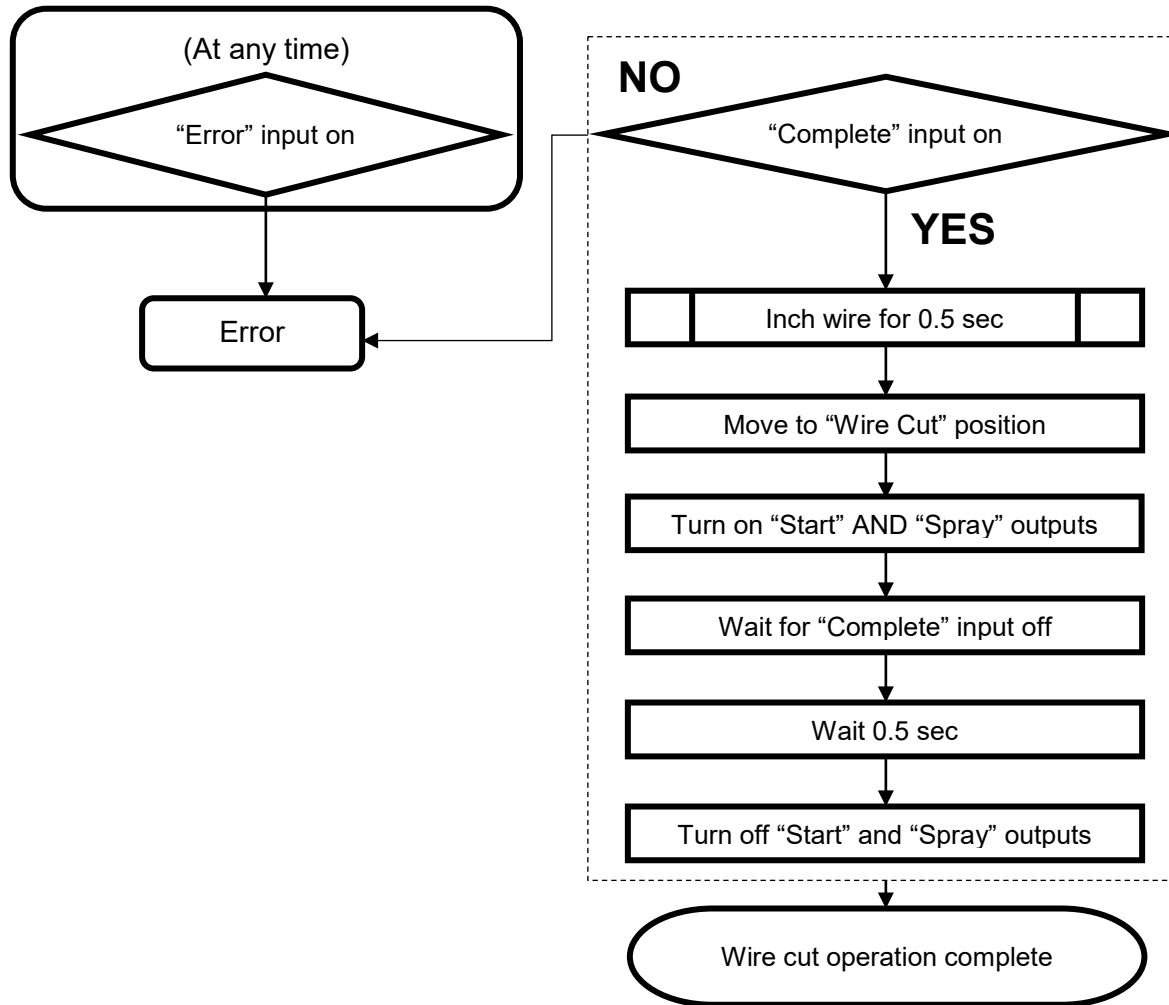 (At any time)
“Error” input on
Error
NO
“Complete” input on
YES
Inch wire for 0.5 sec
Move to “Wire Cut” position
Turn on “Start” AND “Spray” outputs
Wait for “Complete” input off
Wait 0.5 sec
Turn off “Start” and “Spray” outputs
Wire cut operation complete